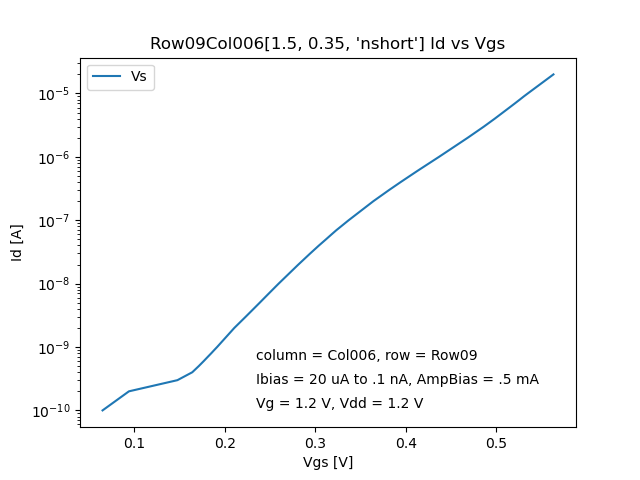 Row09Col006[1.5, 0.35, 'nshort'] Id vs Vgs
Vs
Id [A]
10^-5
10^-6
10^-7
10^-8
10^-9
10^-10
column = Col006, row = Row09
Ibias = 20 uA to .1 nA, AmpBias = .5 mA
Vg = 1.2 V, Vdd = 1.2 V
0.1 0.2 0.3 0.4 0.5
Vgs [V]